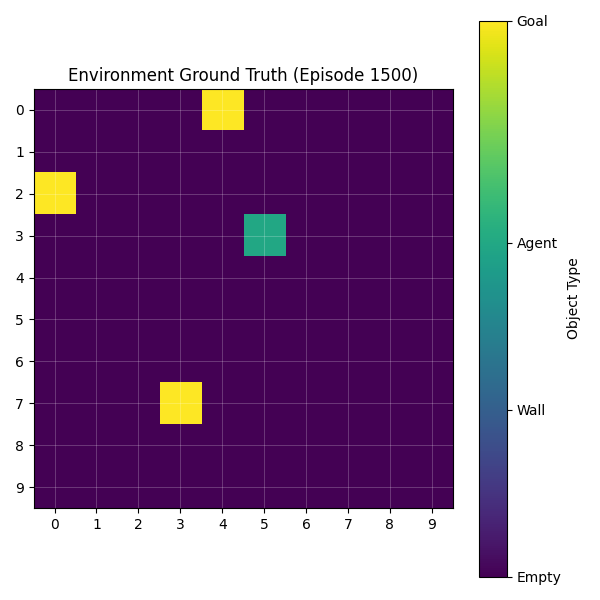 Environment Ground Truth (Episode 1500)
0
1
2
3
4
5
6
7
8
9
0 1 2 3 4 5 6 7 8 9
Goal
Agent
Wall
Empty
Object Type